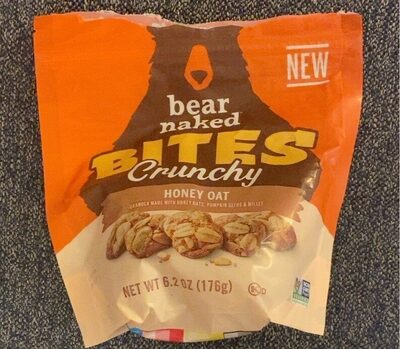 NEW
bear
naked
BITES
Crunchy
HONEY OAT
GRANOLA MADE WITH HONEY, OATS, PUMPKIN SEEDS & MILLET
NET WT 6.2 OZ (176g)